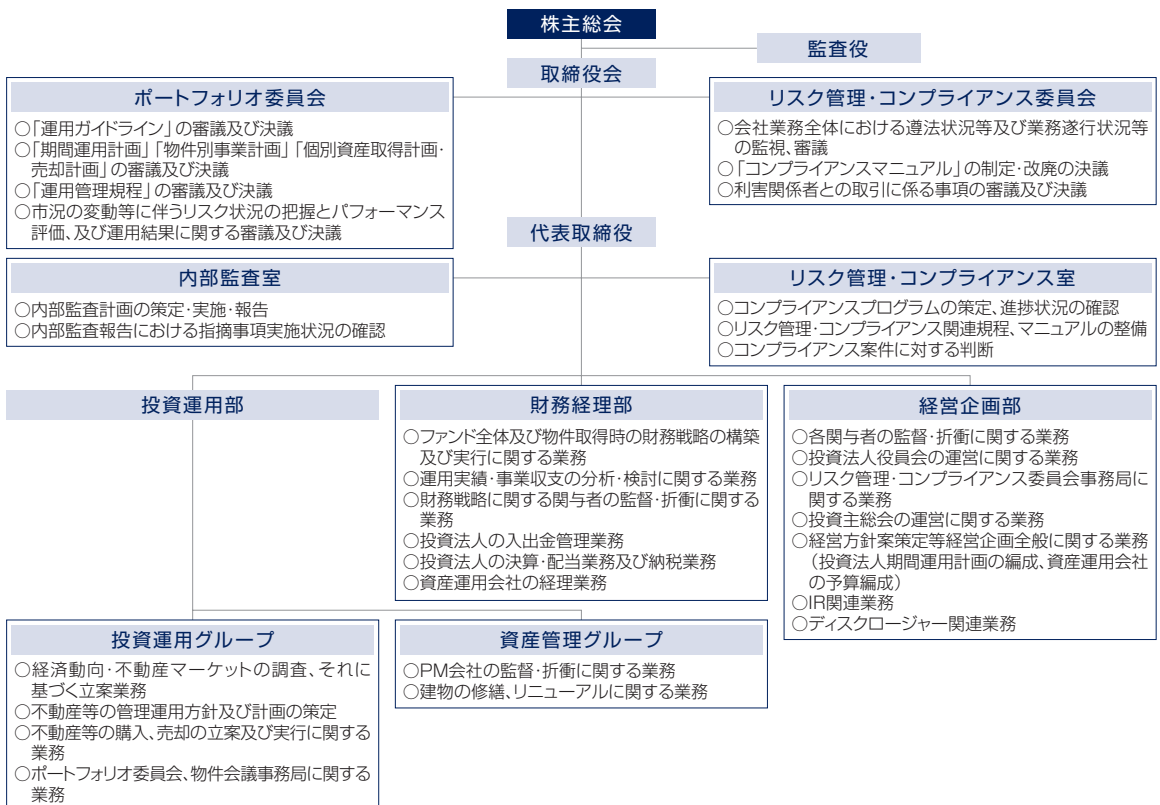 株主総会
監査役
取締役会
ポートフォリオ委員会
○「運用ガイドライン」の審議及び決議
○「期間運用計画」「物件別事業計画」「個別資産取得計画・
売却計画」の審議及び決議
○「運用管理規程」の審議及び決議
○市況の変動等に伴うリスク状況の把握とパフォーマンス
評価、及び運用結果に関する審議及び決議
リスク管理・コンプライアンス委員会
○会社業務全体における遵法状況等及び業務遂行状況等
の監視、審議
○「コンプライアンスマニュアル」の制定・改廃の決議
○利害関係者との取引に係る事項の審議及び決議
代表取締役
内部監査室
○内部監査計画の策定・実施・報告
○内部監査報告における指摘事項実施状況の確認
リスク管理・コンプライアンス室
○コンプライアンスプログラムの策定、進捗状況の確認
○リスク管理・コンプライアンス関連規程、マニュアルの整備
○コンプライアンス案件に対する判断
投資運用部
財務経理部
○ファンド全体及び物件取得時の財務戦略の構築
及び実行に関する業務
○運用実績・事業収支の分析・検討に関する業務
○財務戦略に関する関与者の監督・折衝に関する
業務
○投資法人の入出金管理業務
○投資法人の決算・配当業務及び納税業務
○資産運用会社の経理業務
経営企画部
○各関与者の監督・折衝に関する業務
○投資法人役員会の運営に関する業務
○リスク管理・コンプライアンス委員会事務局に
関する業務
○投資主総会の運営に関する業務
○経営方針案策定等経営企画全般に関する業務
(投資法人期間運用計画の編成、資産運用会社
の予算編成)
○IR関連業務
○ディスクロージャー関連業務
投資運用グループ
○経済動向・不動産マーケットの調査、それに
基づく立案業務
○不動産等の管理運用方針及び計画の策定
○不動産等の購入、売却の立案及び実行に関する
業務
○ポートフォリオ委員会、物件会議事務局に関する
業務
資産管理グループ
○PM会社の監督・折衝に関する業務
○建物の修繕、リニューアルに関する業務